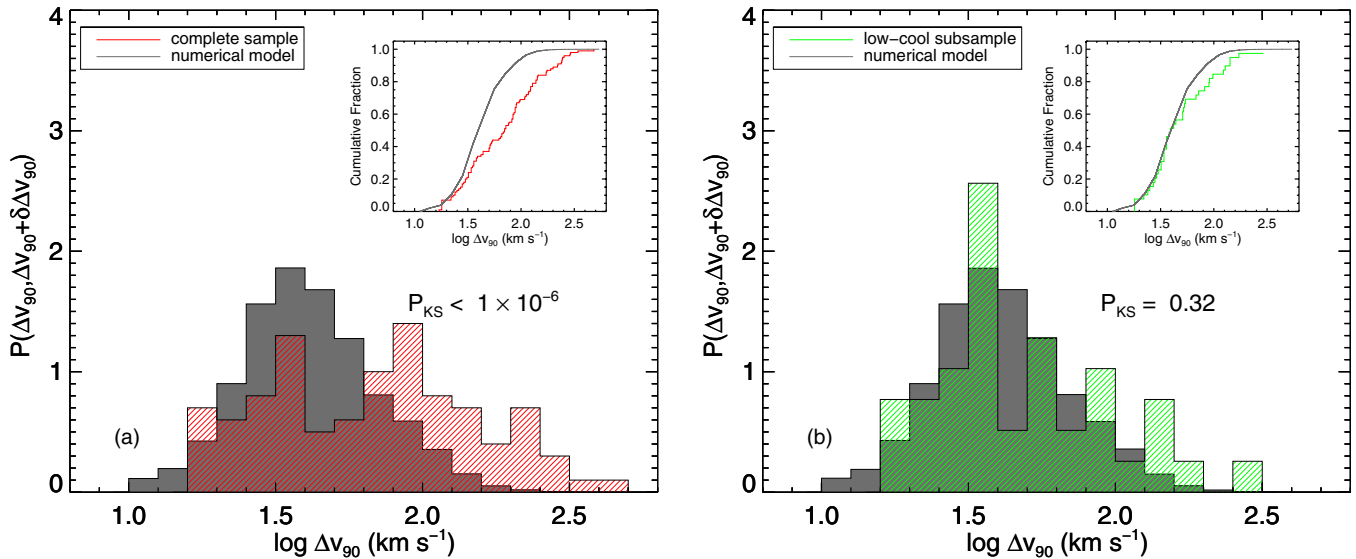 complete sample
numerical model
Cumulative Fraction
1.0
0.8
0.6
0.4
0.2
0.0
1.0 1.5 2.0 2.5
log Δv₉₀ (km s⁻¹)
P_KS < 1 × 10⁻⁶
(a)
P(Δv₉₀,Δv₉₀+δΔv₉₀)
4
3
2
1
0
1.0 1.5 2.0 2.5
log Δv₉₀ (km s⁻¹)
low-cool subsample
numerical model
Cumulative Fraction
1.0
0.8
0.6
0.4
0.2
0.0
1.0 1.5 2.0 2.5
log Δv₉₀ (km s⁻¹)
P_KS = 0.32
(b)
P(Δv₉₀,Δv₉₀+δΔv₉₀)
4
3
2
1
0
1.0 1.5 2.0 2.5
log Δv₉₀ (km s⁻¹)